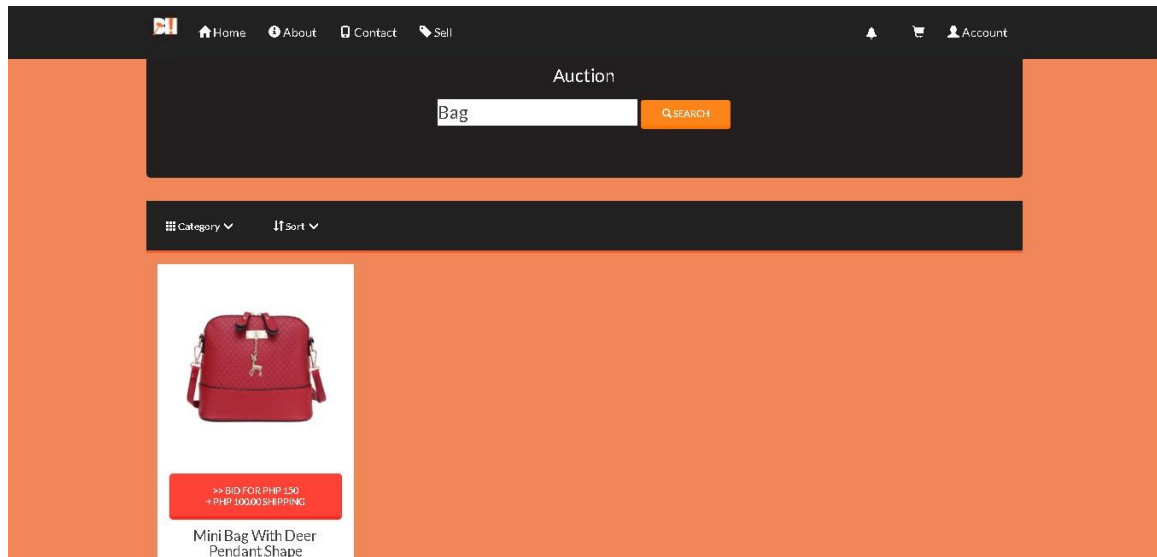 Home About Contact Sell Account
Auction
Bag SEARCH
Category Sort
>> BID FOR PHP 150
+ PHP 100.00 SHIPPING
Mini Bag With Deer
Pendant Shape